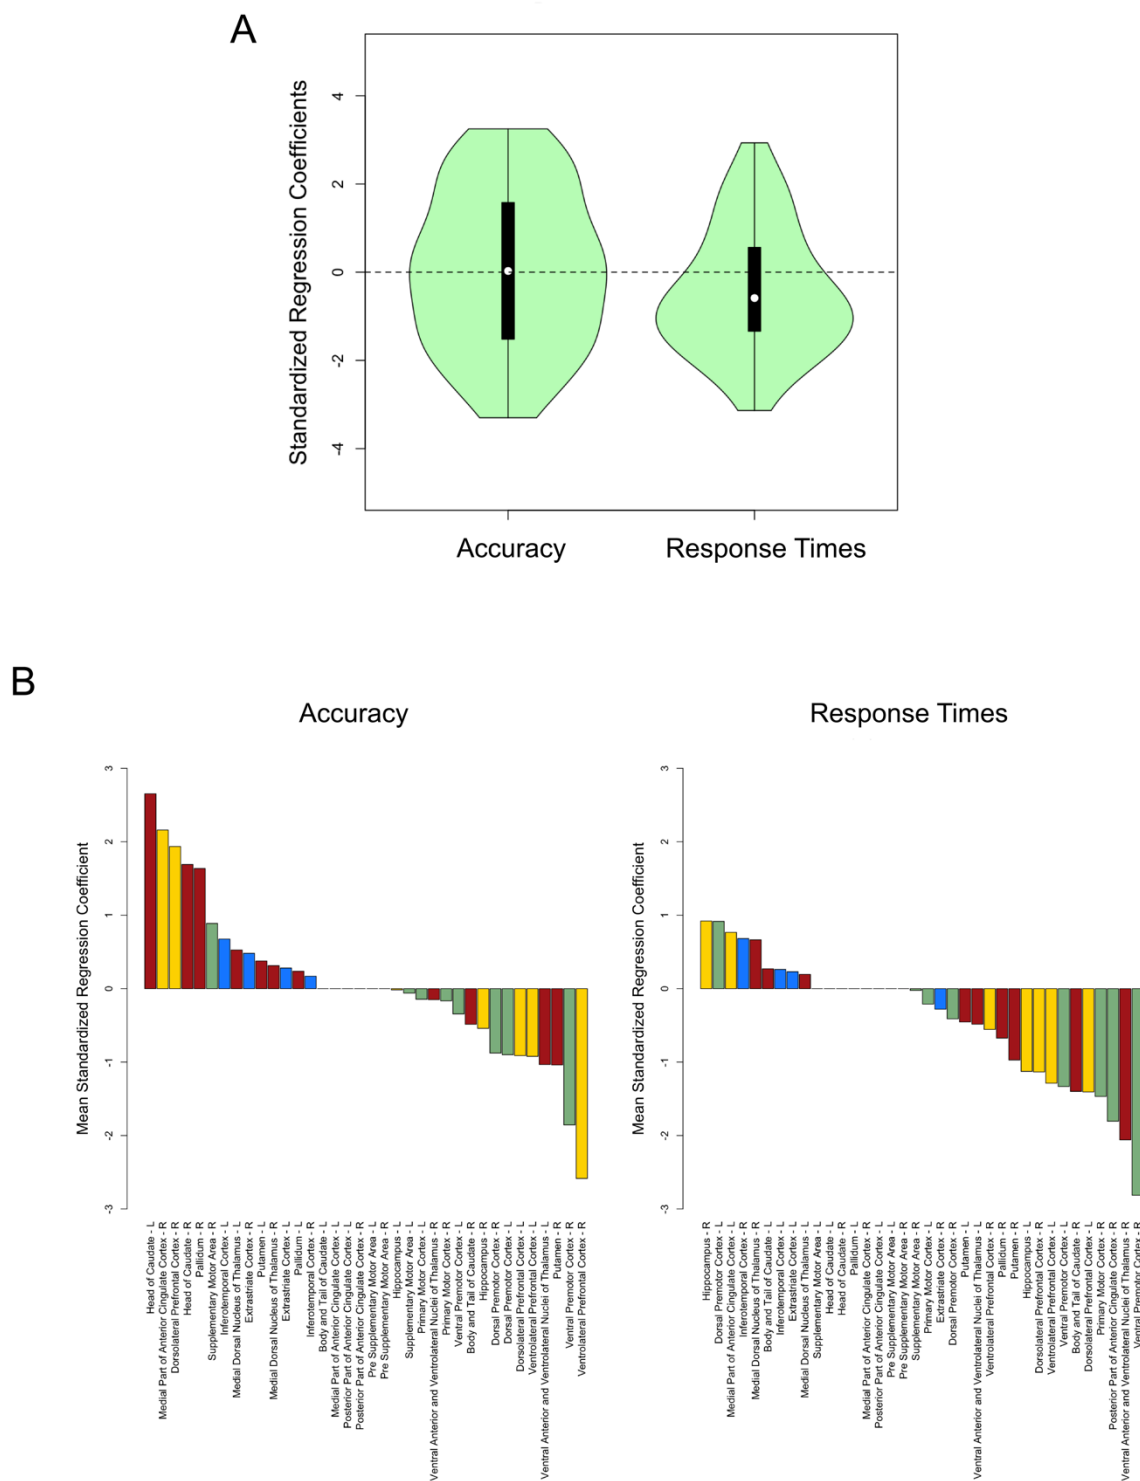 A
Standardized Regression Coefficients
4
2
0
-2
-4
Accuracy
Response Times
B
Accuracy
Mean Standardized Regression Coefficient
3
2
1
0
-1
-2
-3
Head of Caudate - L
Medial Part of Anterior Cingulate Cortex - R
Dorsolateral Prefrontal Cortex - R
Head of Caudate - R
Pallidum - R
Supplementary Motor Area - R
Inferotemporal Cortex - L
Medial Dorsal Nucleus of Thalamus - L
Extrastriate Cortex - R
Putamen - L
Medial Dorsal Nucleus of Thalamus - R
Extrastriate Cortex - L
Pallidum - L
Inferotemporal Cortex - R
Body and Tail of Caudate - L
Medial Part of Anterior Cingulate Cortex - L
Posterior Part of Anterior Cingulate Cortex - L
Posterior Part of Anterior Cingulate Cortex - R
Pre Supplementary Motor Area - L
Pre Supplementary Motor Area - R
Hippocampus - L
Supplementary Motor Area - L
Primary Motor Cortex - L
Ventral Anterior and Ventrolateral Nuclei of Thalamus - R
Primary Motor Cortex - R
Ventral Premotor Cortex - L
Body and Tail of Caudate - R
Hippocampus - R
Dorsal Premotor Cortex - R
Dorsal Premotor Cortex - L
Dorsolateral Prefrontal Cortex - L
Ventrolateral Prefrontal Cortex - L
Ventral Anterior and Ventrolateral Nuclei of Thalamus - L
Putamen - R
Ventral Premotor Cortex - R
Ventrolateral Prefrontal Cortex - R
Response Times
Mean Standardized Regression Coefficient
3
2
1
0
-1
-2
-3
Hippocampus - R
Dorsal Premotor Cortex - L
Medial Part of Anterior Cingulate Cortex - L
Inferotemporal Cortex - R
Medial Dorsal Nucleus of Thalamus - R
Body and Tail of Caudate - L
Inferotemporal Cortex - L
Extrastriate Cortex - L
Medial Dorsal Nucleus of Thalamus - L
Supplementary Motor Area - L
Head of Caudate - L
Head of Caudate - R
Pallidum - L
Medial Part of Anterior Cingulate Cortex - R
Posterior Part of Anterior Cingulate Cortex - L
Pre Supplementary Motor Area - L
Pre Supplementary Motor Area - R
Supplementary Motor Area - R
Primary Motor Cortex - L
Extrastriate Cortex - R
Dorsal Premotor Cortex - R
Putamen - L
Ventral Anterior and Ventrolateral Nuclei of Thalamus - L
Ventrolateral Prefrontal Cortex - R
Pallidum - R
Putamen - R
Hippocampus - L
Dorsolateral Prefrontal Cortex - R
Ventrolateral Prefrontal Cortex - L
Ventral Premotor Cortex - L
Body and Tail of Caudate - R
Dorsolateral Prefrontal Cortex - L
Primary Motor Cortex - R
Posterior Part of Anterior Cingulate Cortex - R
Ventral Anterior and Ventrolateral Nuclei of Thalamus - R
Ventral Premotor Cortex - R